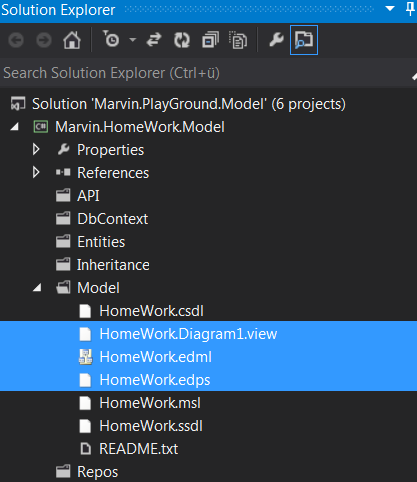 Solution Explorer
Search Solution Explorer (Ctrl+ü)
Solution 'Marvin.PlayGround.Model' (6 projects)
C# Marvin.HomeWork.Model
Properties
References
API
DbContext
Entities
Inheritance
Model
HomeWork.csdl
HomeWork.Diagram1.view
HomeWork.edml
HomeWork.edps
HomeWork.msl
HomeWork.ssdl
README.txt
Repos